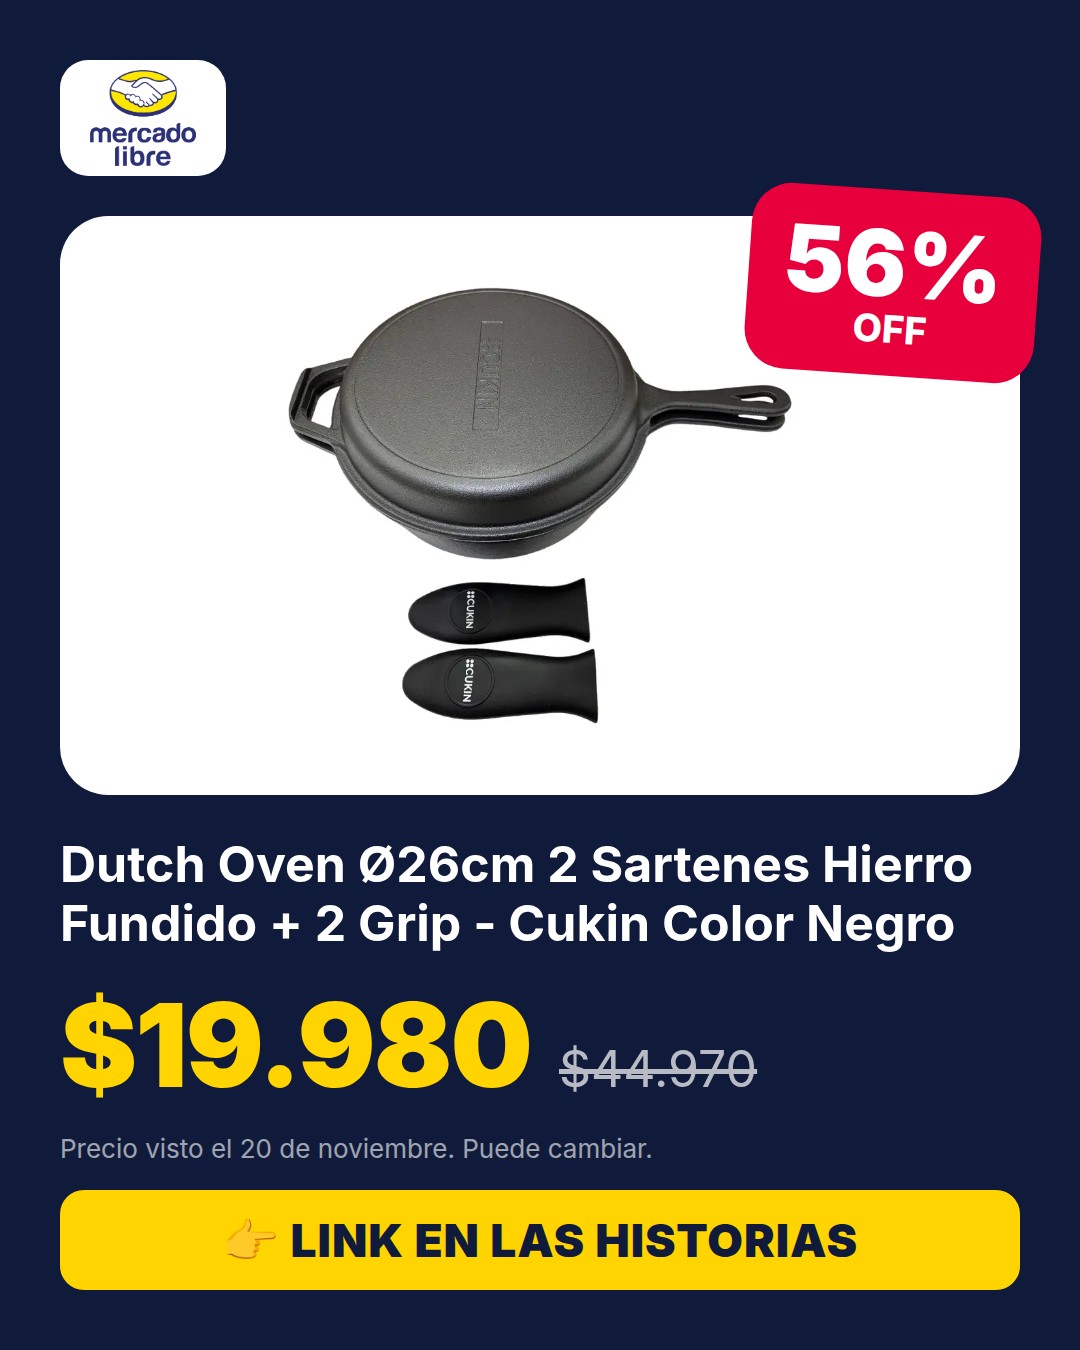 mercado
libre
56%
OFF
CUKIN
CUKIN
CUKIN
Dutch Oven Ø26cm 2 Sartenes Hierro
Fundido + 2 Grip - Cukin Color Negro
$19.980 $44.970
Precio visto el 20 de noviembre. Puede cambiar.
👉 LINK EN LAS HISTORIAS